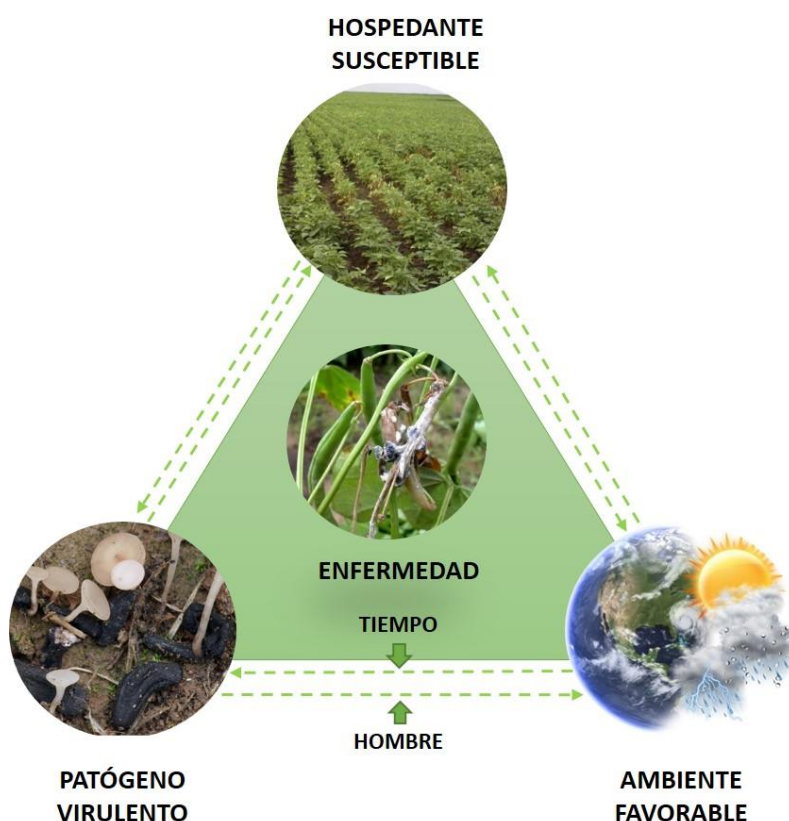 HOSPEDANTE
SUSCEPTIBLE
ENFERMEDAD
TIEMPO
HOMBRE
PATÓGENO
VIRULENTO
AMBIENTE
FAVORABLE